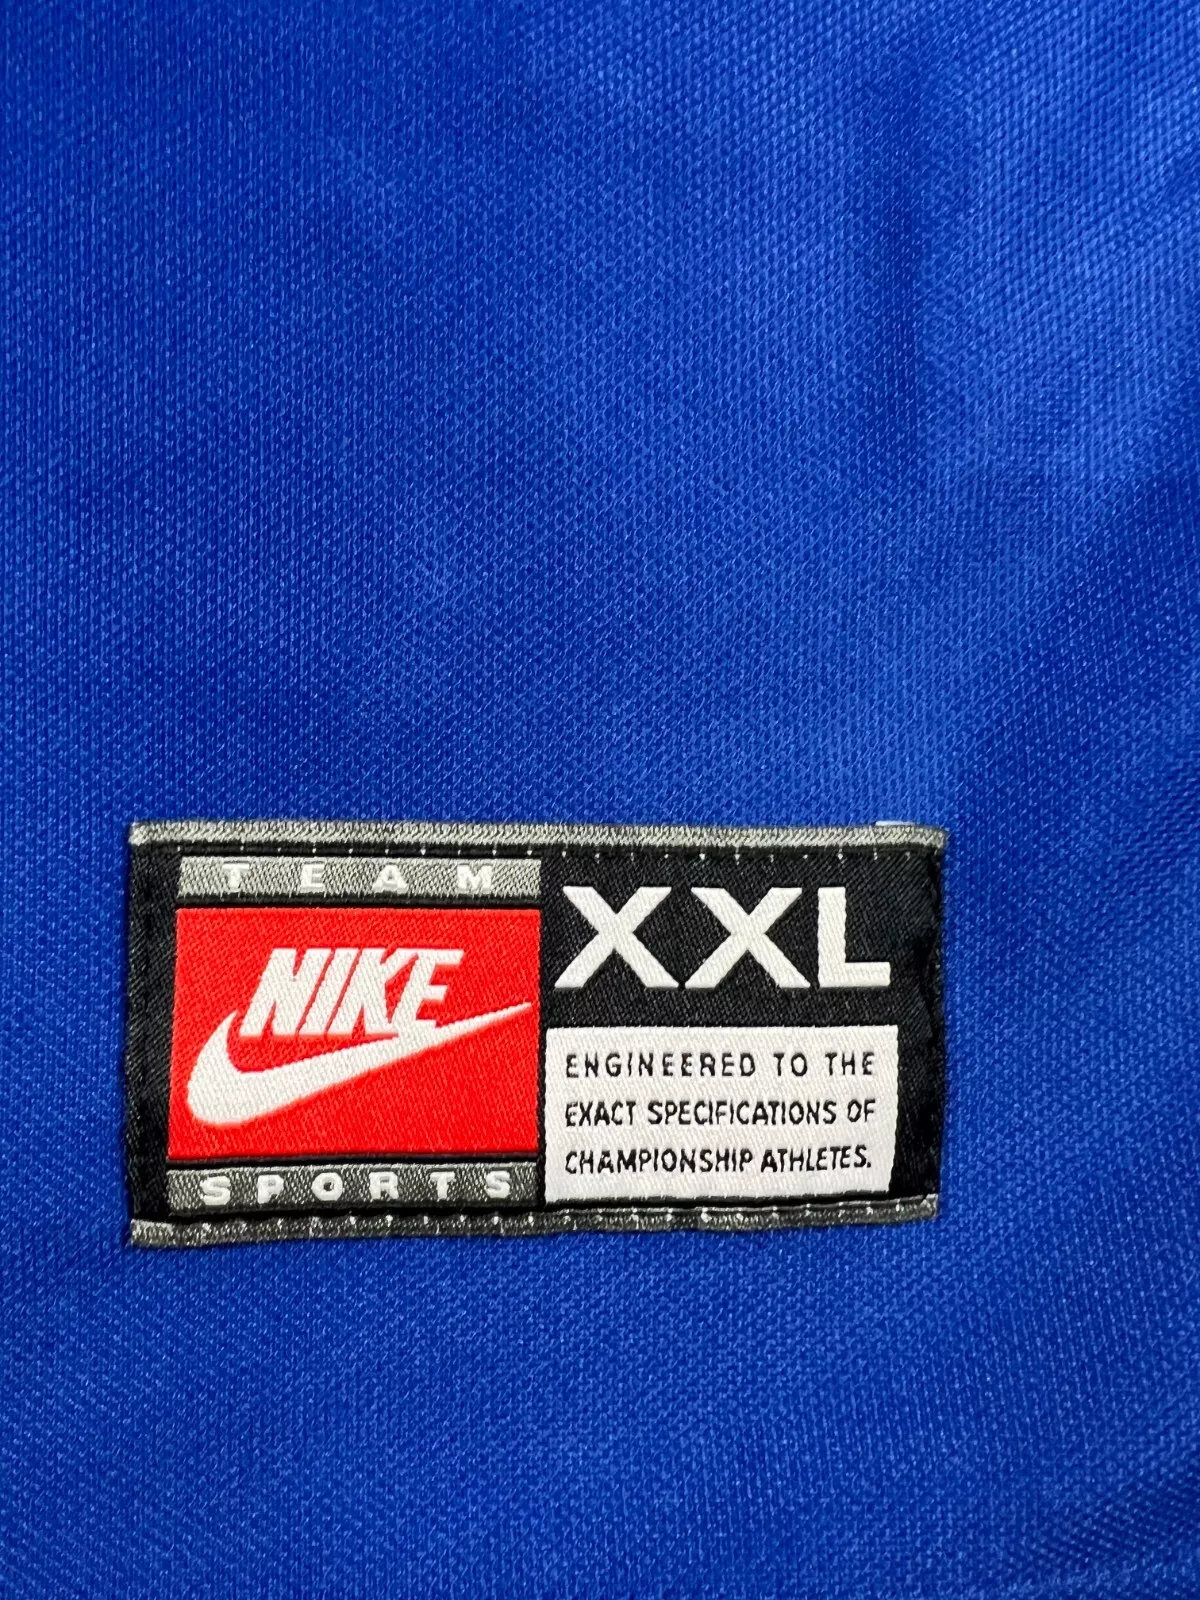 TEAM
NIKE
SPORTS
XXL
ENGINEERED TO THE
EXACT SPECIFICATIONS OF
CHAMPIONSHIP ATHLETES.